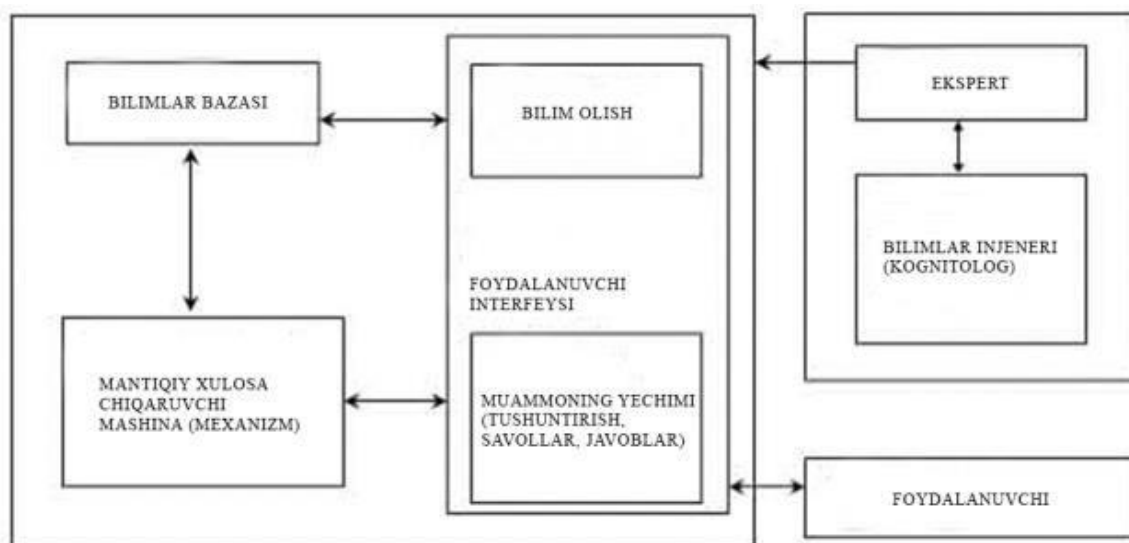 BILIMLAR BAZASI
BILIM OLISH
FOYDALANUVCHI
INTERFEYSI
MANTIQIY XULOSA
CHIQARUVCHI
MASHINA (MEXANIZM)
MUAMMONING YECHIMI
(TUSHUNTIRISH,
SAVOLLAR, JAVOBLAR)
EKSPERT
BILIMLAR INJENERI
(KOGNITOLOG)
FOYDALANUVCHI